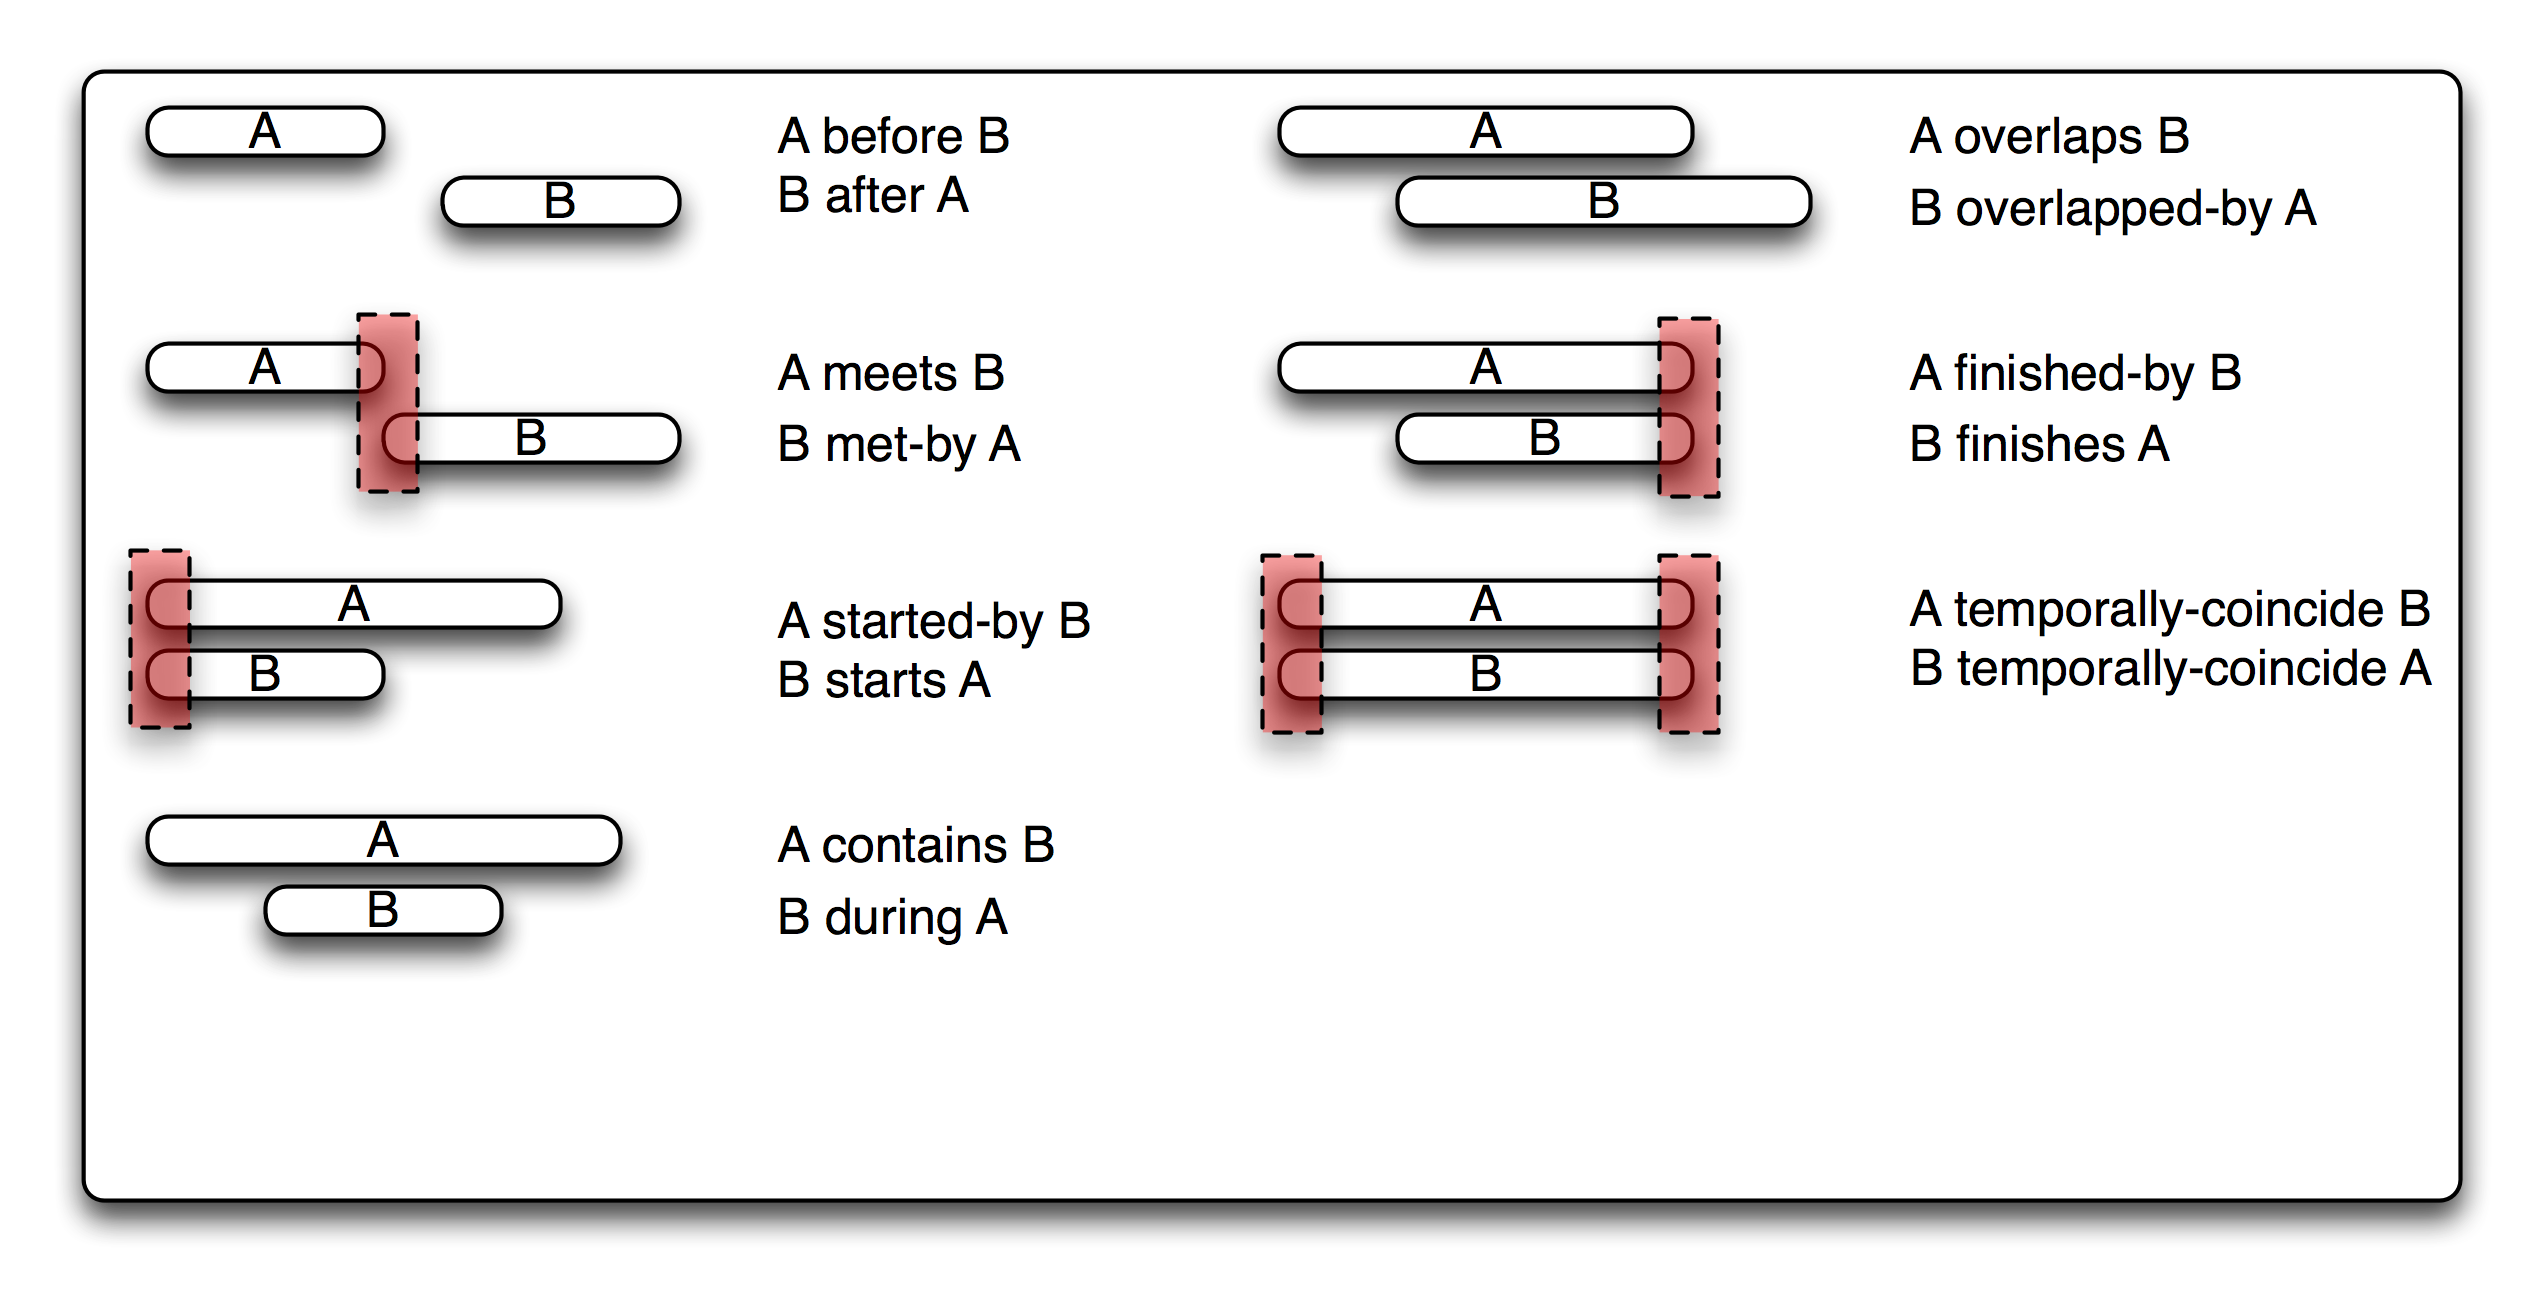 A
B
A before B
B after A
A
B
A meets B
B met-by A
A
B
A started-by B
B starts A
A
B
A contains B
B during A
A
B
A overlaps B
B overlapped-by A
A
B
A finished-by B
B finishes A
A
B
A temporally-coincide B
B temporally-coincide A